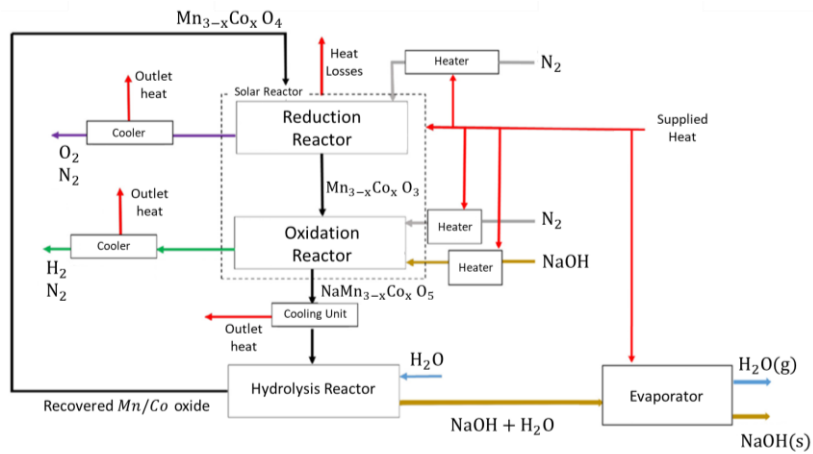 Mn₃₋ₓCoₓ O₄
Heat
Losses
Heater
N₂
Outlet
heat
Solar Reactor
Reduction
Reactor
Cooler
Supplied
Heat
O₂
N₂
Mn₃₋ₓCoₓ O₃
Outlet
heat
Heater
N₂
Oxidation
Reactor
Cooler
Heater
NaOH
H₂
N₂
NaMn₃₋ₓCoₓ O₅
Cooling Unit
Outlet
heat
H₂O
H₂O(g)
Hydrolysis Reactor
Evaporator
Recovered Mn/Co oxide
NaOH + H₂O
NaOH(s)